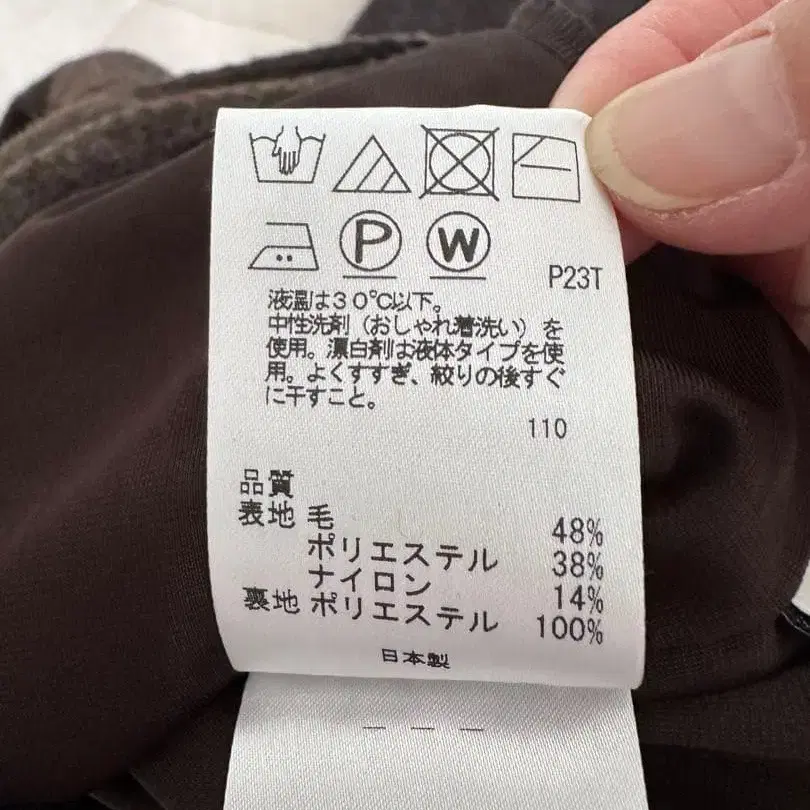 P W
P23T
液温は30℃以下。
中性洗剤（おしゃれ着洗い）を
使用。漂白剤は液体タイプを使
用。よくすすぎ、絞りの後すぐ
に干すこと。
110
品質
表地 毛 48%
ポリエステル 38%
ナイロン 14%
裏地 ポリエステル 100%
日本製